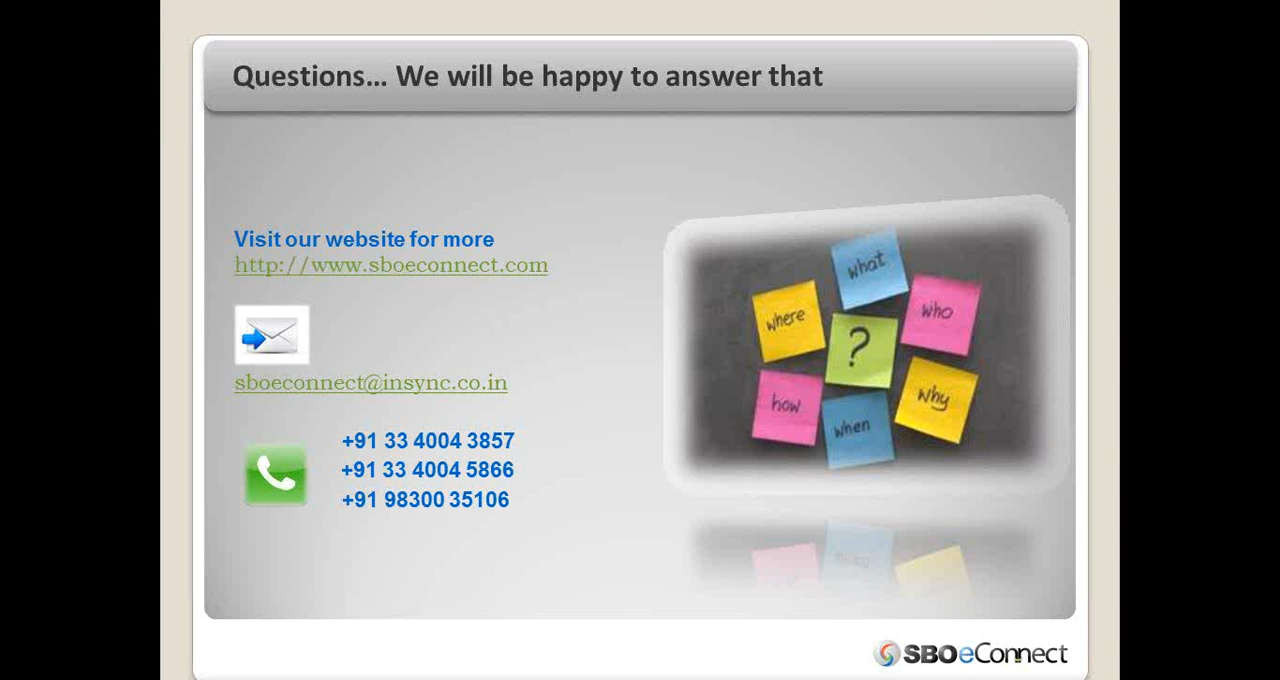 Questions... We will be happy to answer that
Visit our website for more
http://www.sboeconnect.com
sboeconnect@insync.co.in
+91 33 4004 3857
+91 33 4004 5866
+91 98300 35106
what
where
who
?
how
why
when
SBOeConnect